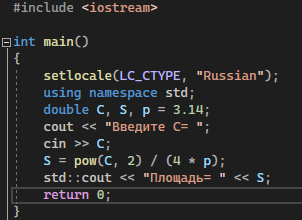 #include <iostream>
int main()
{
setlocale(LC_CTYPE, "Russian");
using namespace std;
double C, S, p = 3.14;
cout << "Введите C= ";
cin >> C;
S = pow(C, 2) / (4 * p);
std::cout << "Площадь= " << S;
return 0;
}